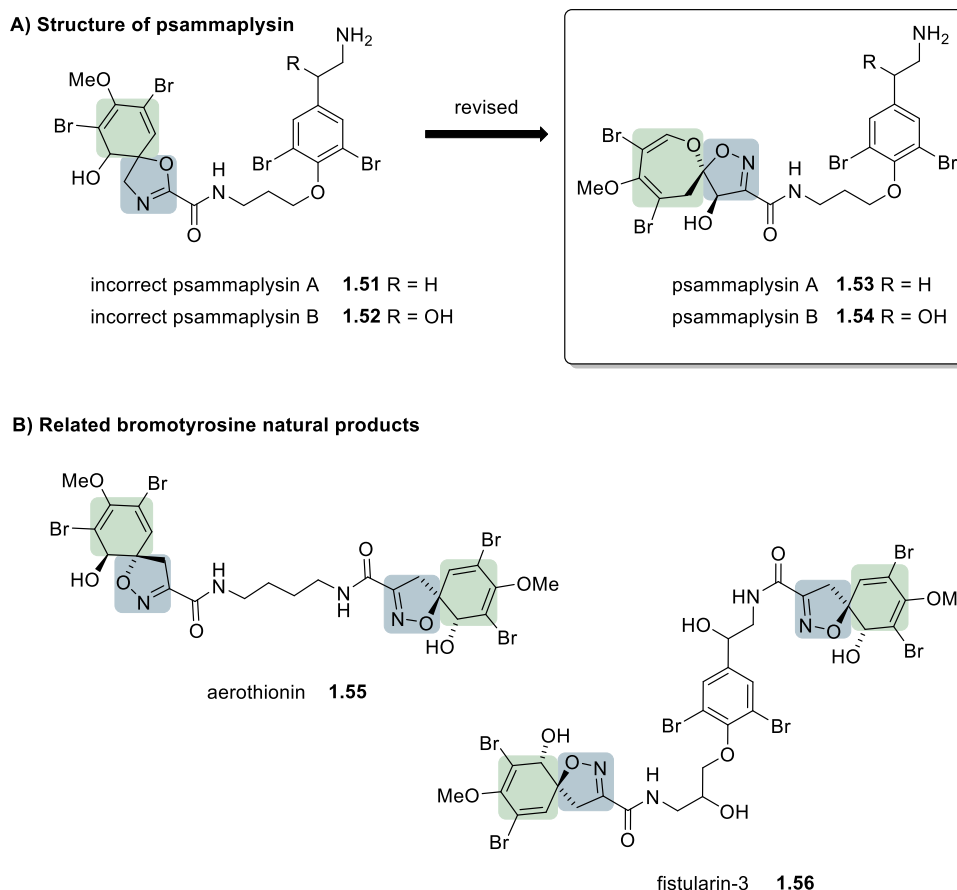 A) Structure of psammaplysin
NH2
R
MeO
Br
Br
HO
O
N
H
N
O
Br
Br
O
revised
NH2
R
Br
O
O
N
MeO
Br
HO
H
N
O
Br
Br
O
incorrect psammaplysin A 1.51 R = H
incorrect psammaplysin B 1.52 R = OH
psammaplysin A 1.53 R = H
psammaplysin B 1.54 R = OH
B) Related bromotyrosine natural products
MeO
Br
Br
HO
O
N
O
H
N
O
N
H
N
O
Br
OMe
Br
HO
aerothionin 1.55
O
N
H
HO
N
O
Br
OM
Br
HO
Br
Br
O
OH
Br
OH
MeO
Br
O
N
O
H
N
fistularin-3 1.56